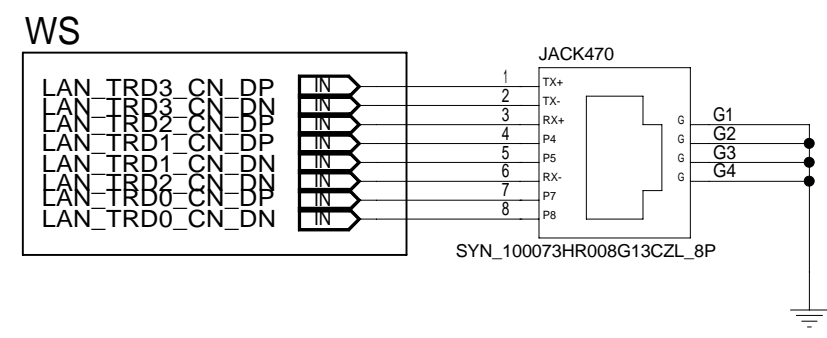 WS
JACK470
LAN_TRD3_CN_DP IN 1 TX+
LAN_TRD3_CN_DN IN 2 TX-
LAN_TRD2_CN_DP IN 3 RX+ G G1
LAN_TRD1_CN_DP IN 4 P4 G G2
LAN_TRD1_CN_DN IN 5 P5 G G3
LAN_TRD2_CN_DN IN 6 RX- G G4
LAN_TRD0_CN_DP IN 7 P7
LAN_TRD0_CN_DN IN 8 P8
SYN_100073HR008G13CZL_8P